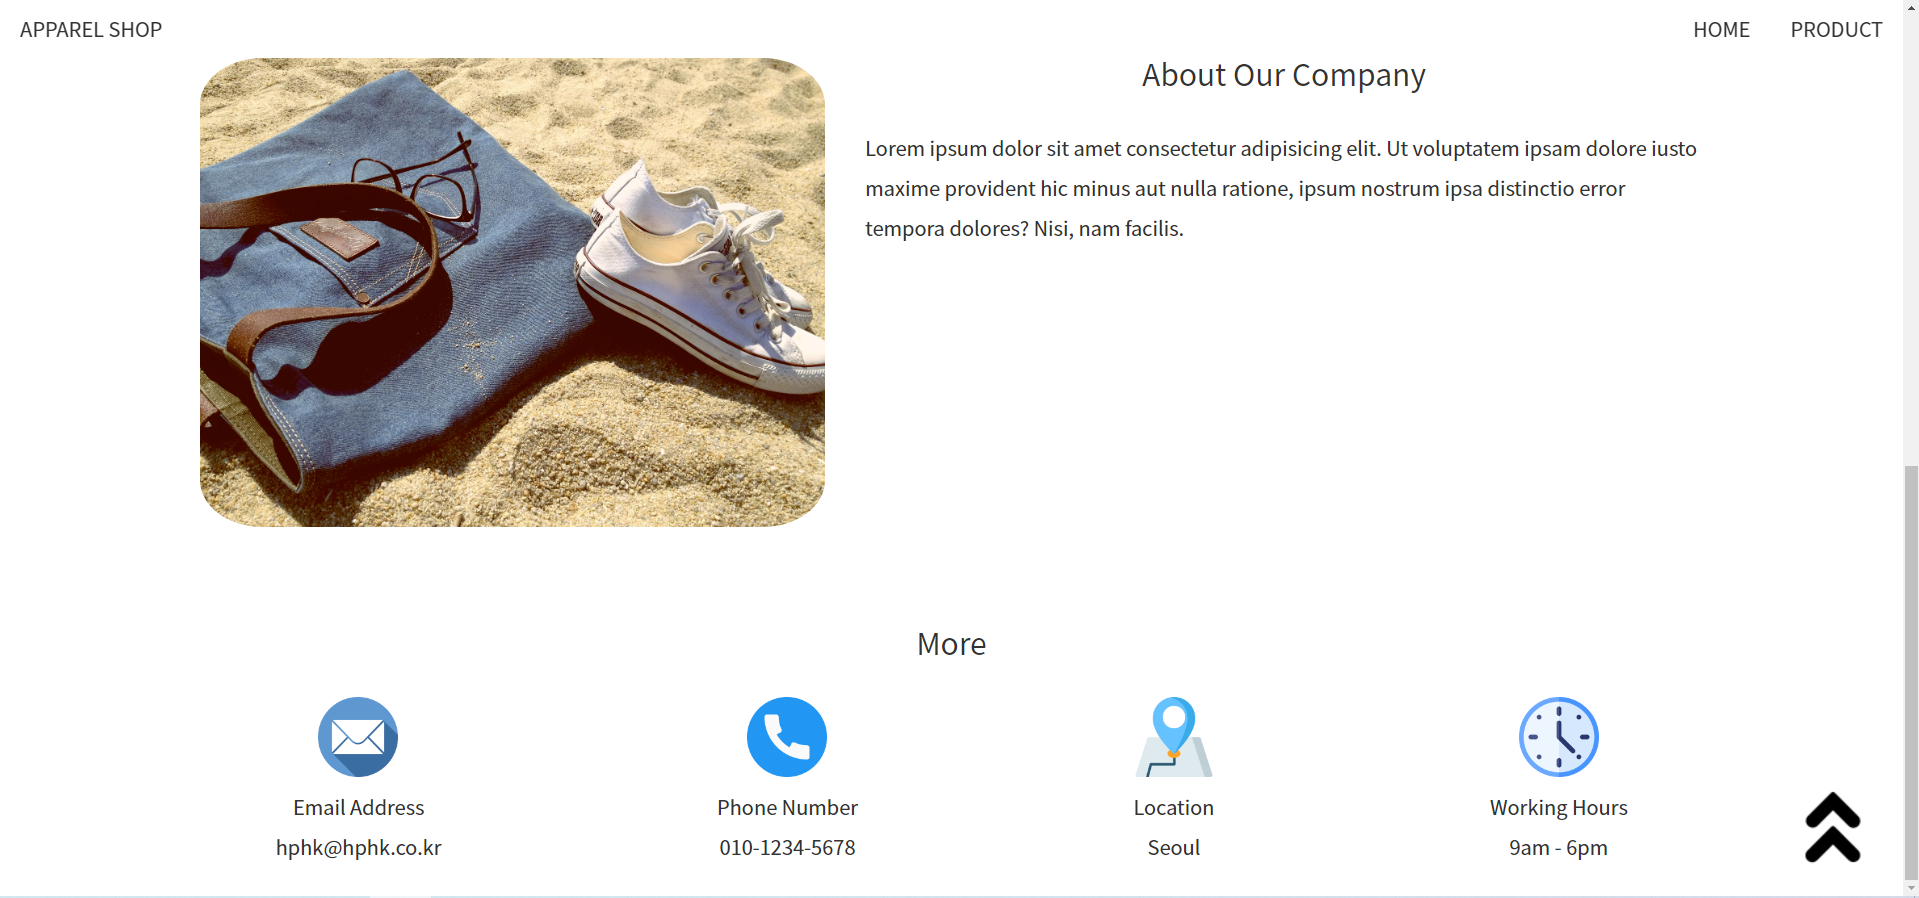 APPAREL SHOP
HOME
PRODUCT
About Our Company
Lorem ipsum dolor sit amet consectetur adipisicing elit. Ut voluptatem ipsam dolore iusto
maxime provident hic minus aut nulla ratione, ipsum nostrum ipsa distinctio error
tempora dolores? Nisi, nam facilis.
More
Email Address
hphk@hphk.co.kr
Phone Number
010-1234-5678
Location
Seoul
Working Hours
9am - 6pm